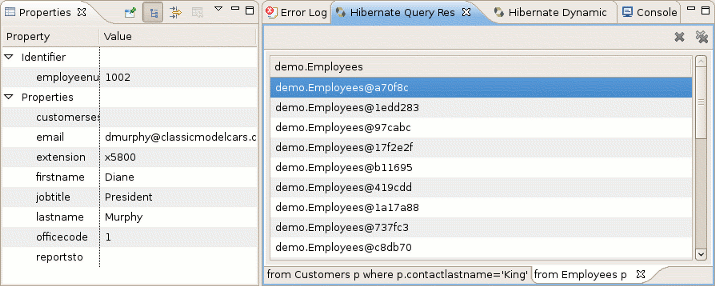 Properties
Property Value
Identifier
employeenu 1002
Properties
customerse
email dmurphy@classicmodelcars.c
extension x5800
firstname Diane
jobtitle President
lastname Murphy
officecode 1
reportsto
Error Log Hibernate Query Res Hibernate Dynamic Console
demo.Employees
demo.Employees@a70f8c
demo.Employees@1edd283
demo.Employees@97cabc
demo.Employees@17f2e2f
demo.Employees@b11695
demo.Employees@419cdd
demo.Employees@1a17a88
demo.Employees@737fc3
demo.Employees@c8db70
from Customers p where p.contactlastname='King' from Employees p